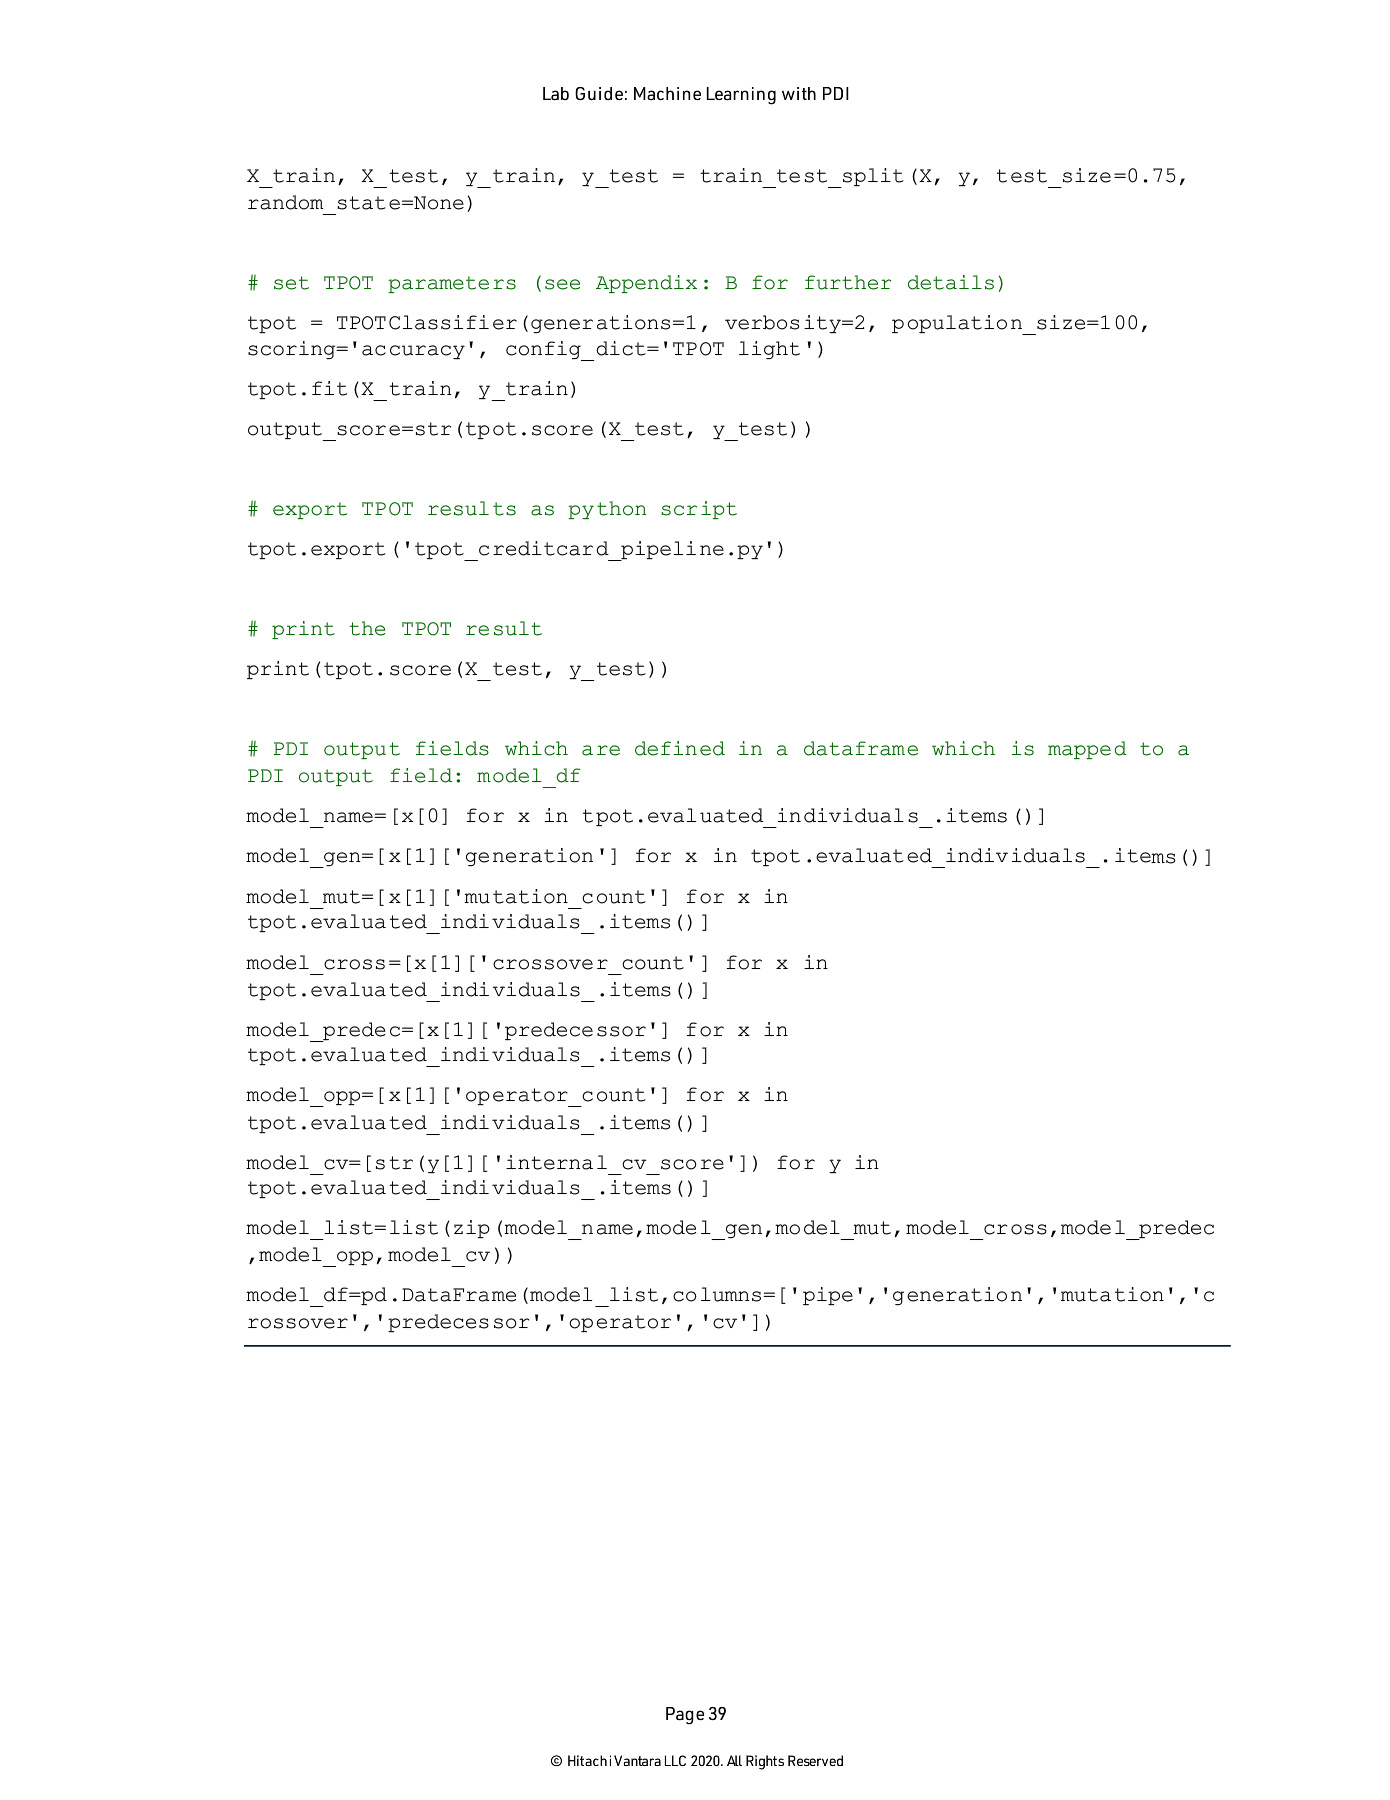 Lab Guide: Machine Learning with PDI
X_train, X_test, y_train, y_test = train_test_split(X, y, test_size=0.75,
random_state=None)
# set TPOT parameters (see Appendix: B for further details)
tpot = TPOTClassifier(generations=1, verbosity=2, population_size=100,
scoring='accuracy', config_dict='TPOT light')
tpot.fit(X_train, y_train)
output_score=str(tpot.score(X_test, y_test))
# export TPOT results as python script
tpot.export('tpot_creditcard_pipeline.py')
# print the TPOT result
print(tpot.score(X_test, y_test))
# PDI output fields which are defined in a dataframe which is mapped to a
PDI output field: model_df
model_name=[x[0] for x in tpot.evaluated_individuals_.items()]
model_gen=[x[1]['generation'] for x in tpot.evaluated_individuals_.items()]
model_mut=[x[1]['mutation_count'] for x in
tpot.evaluated_individuals_.items()]
model_cross=[x[1]['crossover_count'] for x in
tpot.evaluated_individuals_.items()]
model_predec=[x[1]['predecessor'] for x in
tpot.evaluated_individuals_.items()]
model_opp=[x[1]['operator_count'] for x in
tpot.evaluated_individuals_.items()]
model_cv=[str(y[1]['internal_cv_score']) for y in
tpot.evaluated_individuals_.items()]
model_list=list(zip(model_name,model_gen,model_mut,model_cross,model_predec
,model_opp,model_cv))
model_df=pd.DataFrame(model_list,columns=['pipe','generation','mutation','c
rossover','predecessor','operator','cv'])
Page 39
© Hitachi Vantara LLC 2020. All Rights Reserved